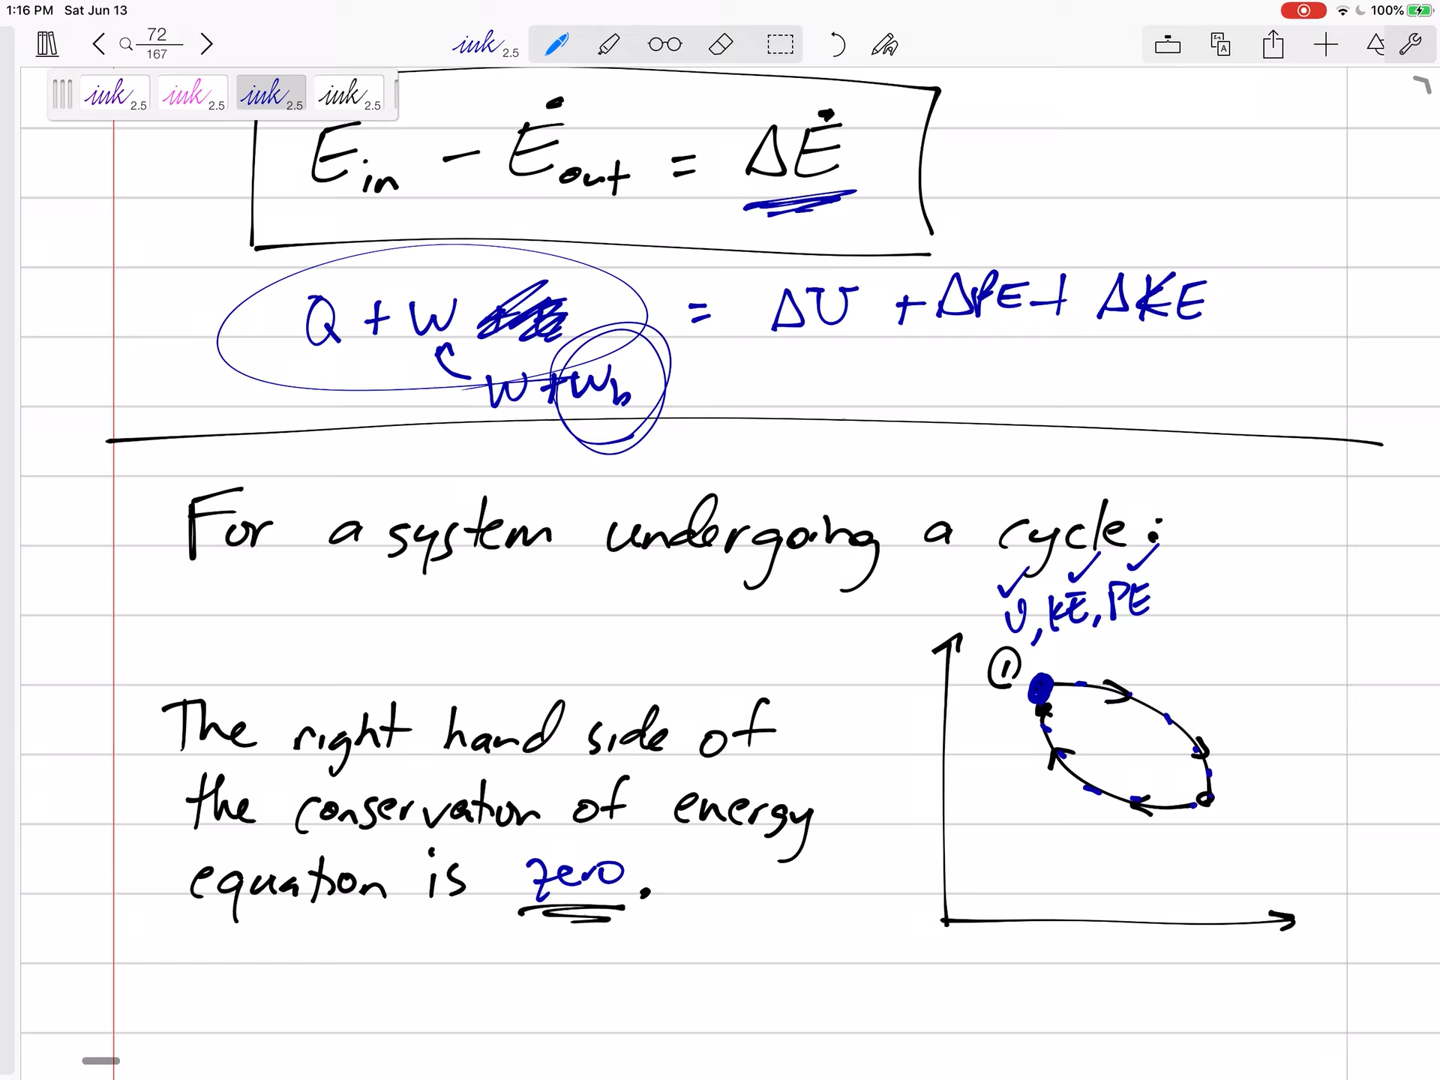 1:16 PM Sat Jun 13
100%
72
167
ink 2.5
ink 2.5
ink 2.5
ink 2.5
ink 2.5
Ein - Ėout = ΔĖ
Q + W = ΔU + ΔPE + ΔKE
W + Wb
For a system undergoing a cycle:
U, KE, PE
①
The right hand side of
the conservation of energy
equation is zero.